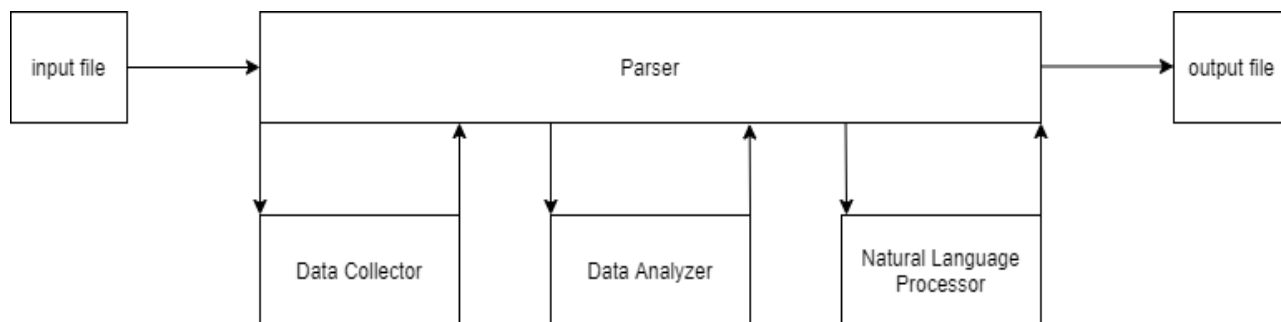 input file
Parser
output file
Data Collector
Data Analyzer
Natural Language
Processor